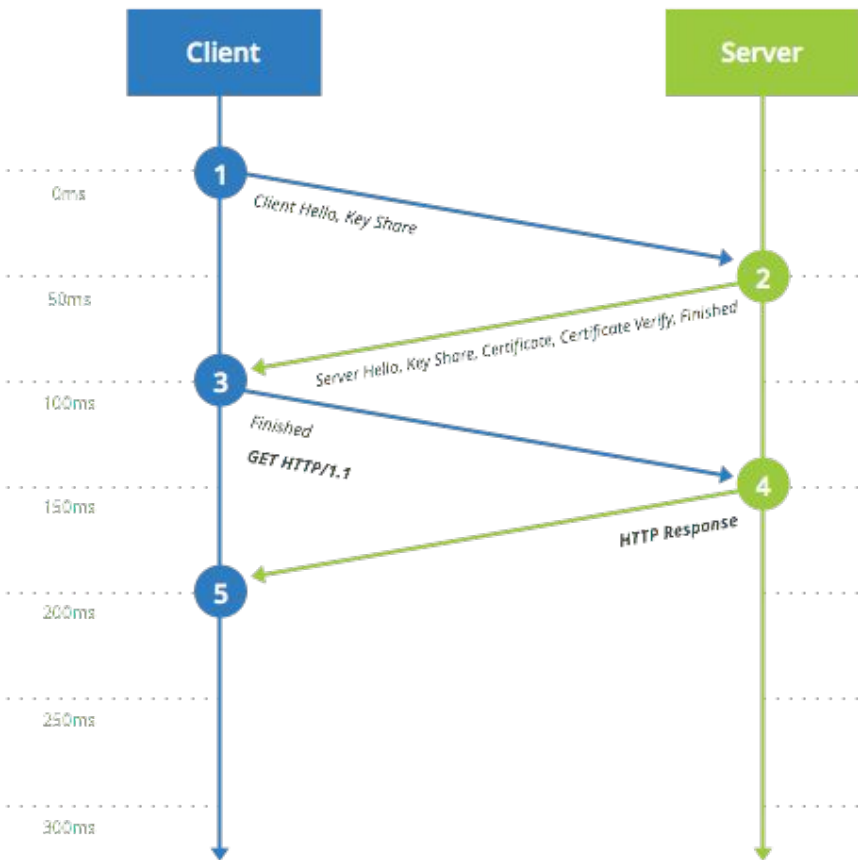 Client
Server
1
0ms
Client Hello, Key Share
2
50ms
Server Hello, Key Share, Certificate, Certificate Verify, Finished
3
100ms
Finished
GET HTTP/1.1
4
150ms
HTTP Response
5
200ms
250ms
300ms